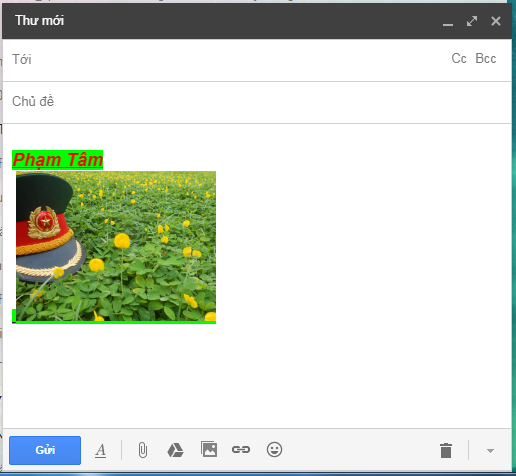 Thư mới
Tới
Cc Bcc
Chủ đề
Phạm Tâm
Gửi
A